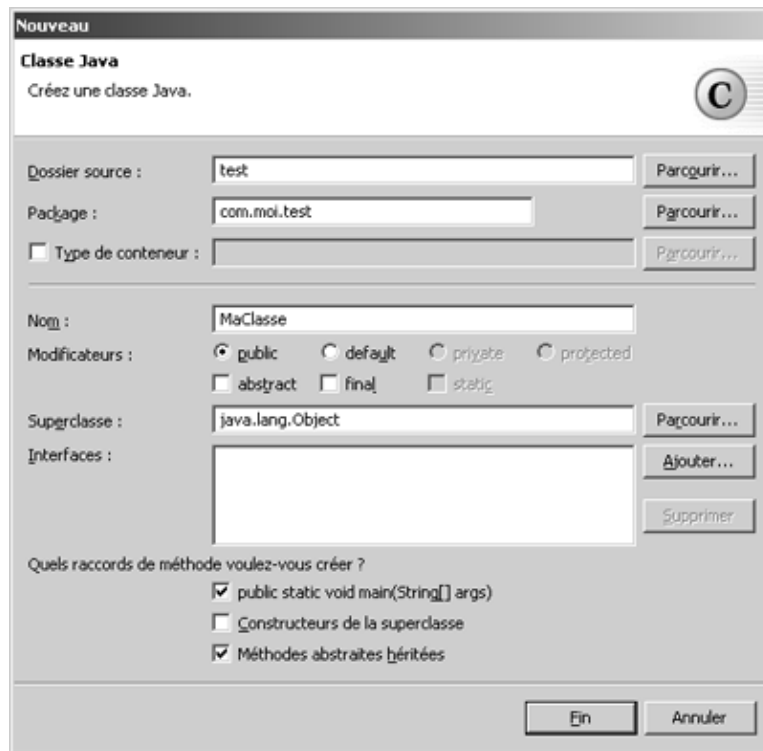 Nouveau
Classe Java
Créez une classe Java.
C
Dossier source : test Parcourir...
Package : com.moi.test Parcourir...
Type de conteneur : Parcourir...
Nom : MaClasse
Modificateurs : public default private protected
abstract final static
Superclasse : java.lang.Object Parcourir...
Interfaces : Ajouter...
Supprimer
Quels raccords de méthode voulez-vous créer ?
public static void main(String[] args)
Constructeurs de la superclasse
Méthodes abstraites héritées
Fin Annuler